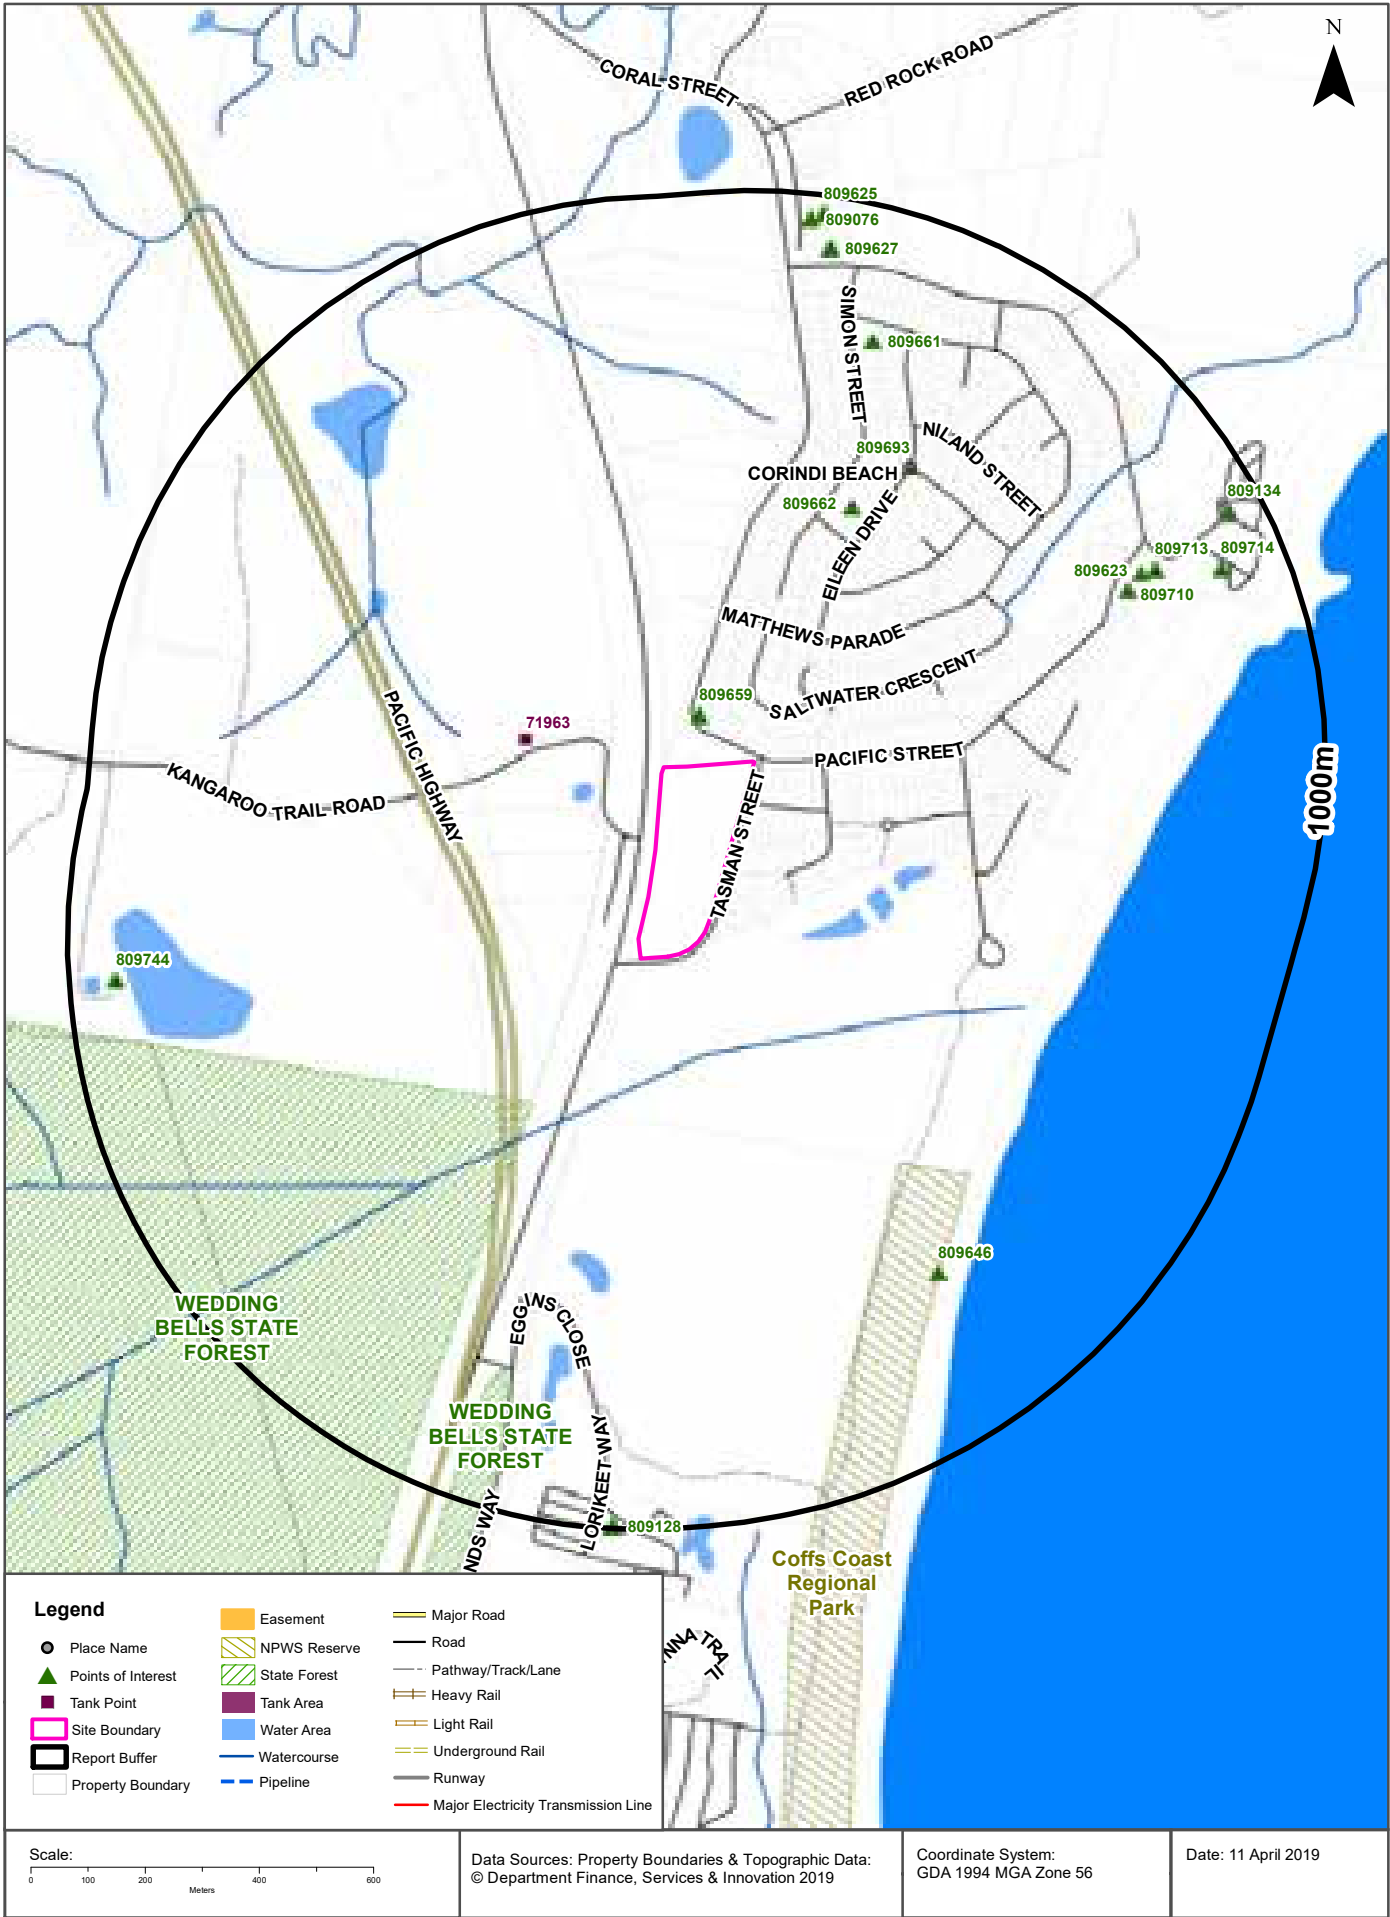 N
CORAL STREET
RED ROCK ROAD
809625
809076
809627
SIMON STREET
809661
809693
NILAND STREET
CORINDI BEACH
809662
EILEEN DRIVE
809134
809713
809714
809623
809710
MATTHEWS PARADE
SALTWATER CRESCENT
809659
71963
PACIFIC HIGHWAY
PACIFIC STREET
KANGAROO TRAIL ROAD
TASMAN STREET
1000m
809744
809646
WEDDING
BELLS STATE
FOREST
EGGINS CLOSE
WEDDING
BELLS STATE
FOREST
LORIKEET WAY
NDS WAY
809128
Coffs Coast
Regional
Park
NNA TRAIL
Legend
Place Name
Points of Interest
Tank Point
Site Boundary
Report Buffer
Property Boundary
Easement
NPWS Reserve
State Forest
Tank Area
Water Area
Watercourse
Pipeline
Major Road
Road
Pathway/Track/Lane
Heavy Rail
Light Rail
Underground Rail
Runway
Major Electricity Transmission Line
Scale:
0 100 200 400 600
Meters
Data Sources: Property Boundaries & Topographic Data:
© Department Finance, Services & Innovation 2019
Coordinate System:
GDA 1994 MGA Zone 56
Date: 11 April 2019